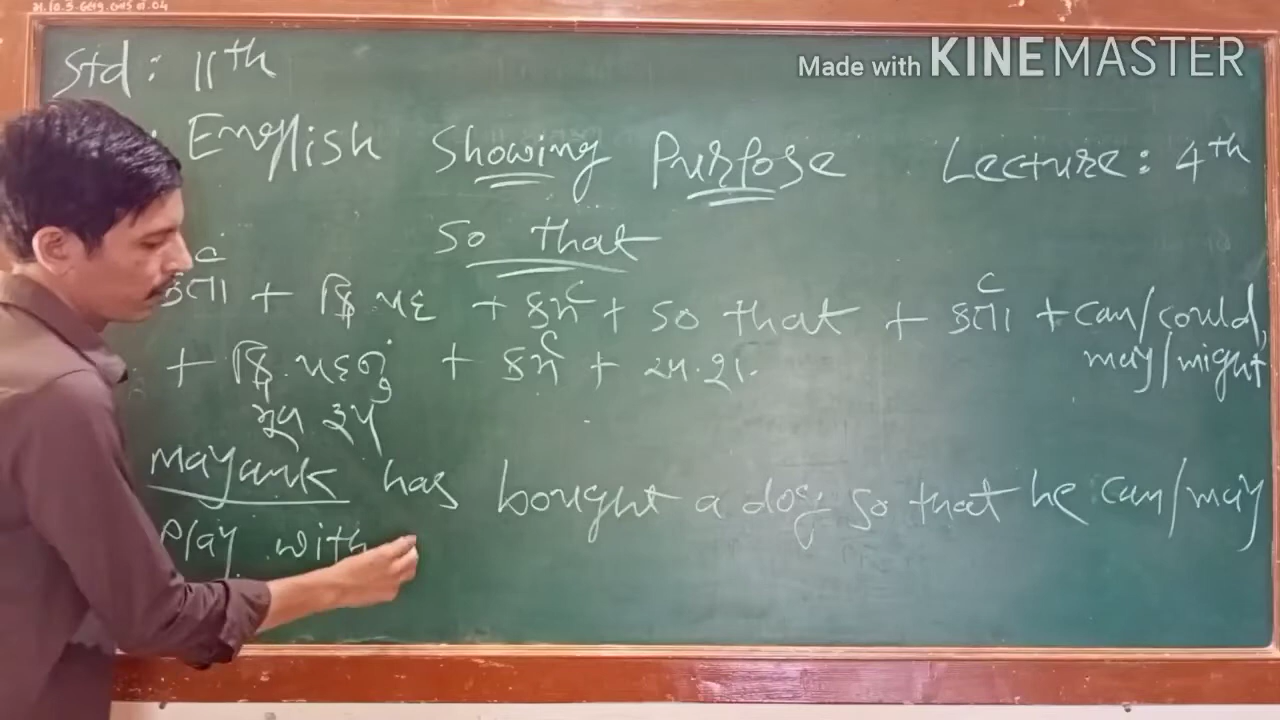 Made with KINEMASTER
Std: 11th
: English Showing Purpose Lecture: 4th
So that
કર્તા + ક્રિ.પદ + કર્મ + so that + કર્તા + can/could,
may/might
+ ક્રિ.પદનું + કર્મ + અ.શ.
મૂળ રૂપ
Mayank has bought a dog so that he can/may
play with